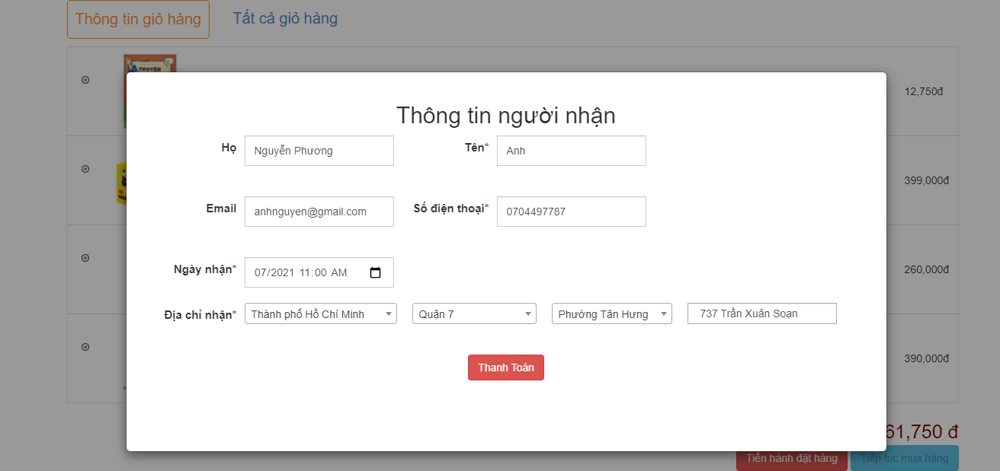 Thông tin giỏ hàng
Tất cả giỏ hàng
TRUYỆN
12,750đ
Thông tin người nhận
Họ Nguyễn Phương Tên* Anh
399,000đ
Email anhnguyen@gmail.com Số điện thoại* 0704497787
Ngày nhận* 07/2021 11:00 AM
260,000đ
Địa chỉ nhận* Thành phố Hồ Chí Minh Quận 7 Phường Tân Hưng 737 Trần Xuân Soạn
390,000đ
Thanh Toán
61,750 đ
Tiến hành đặt hàng Tiếp tục mua hàng